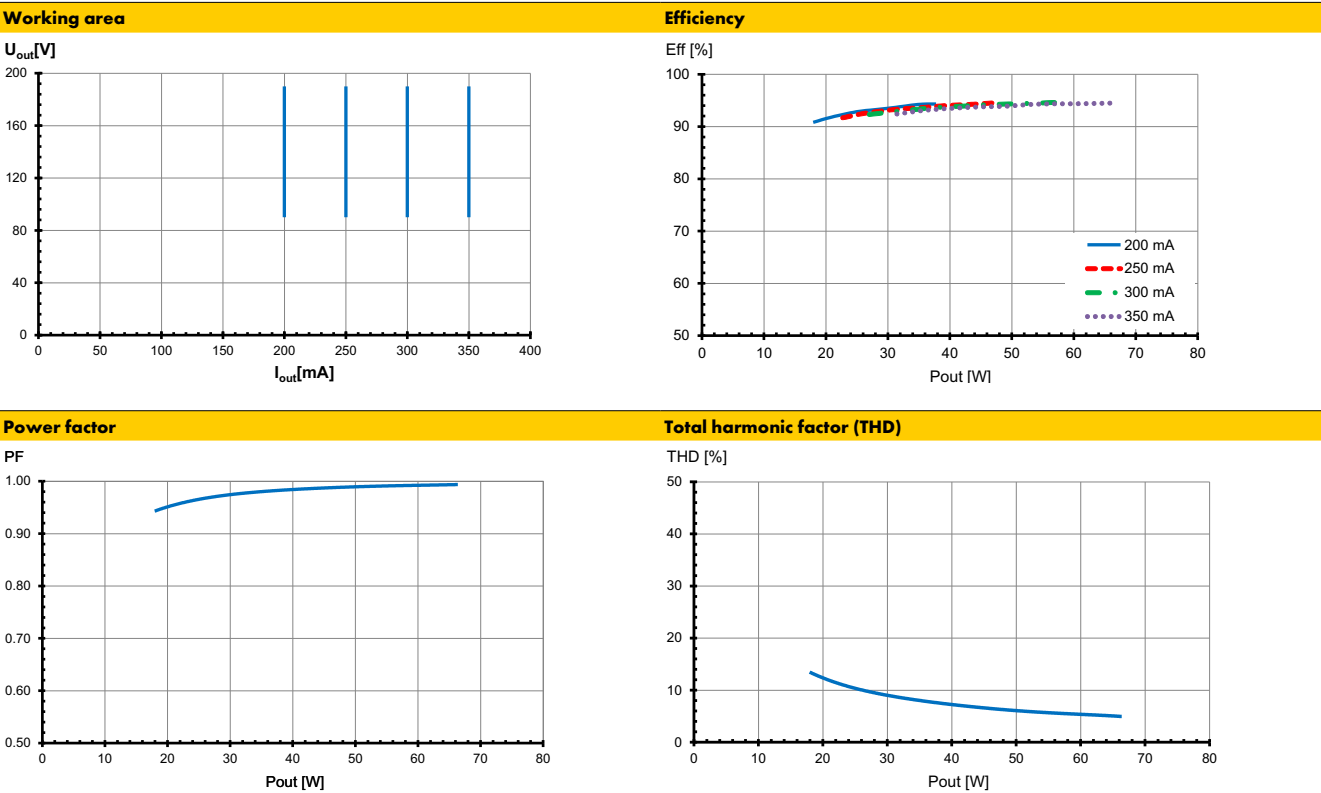 Working area
U_out[V]
200
160
120
80
40
0
0 50 100 150 200 250 300 350 400
I_out[mA]
Efficiency
Eff [%]
100
90
80
70
60
50
200 mA
250 mA
300 mA
350 mA
0 10 20 30 40 50 60 70 80
Pout [W]
Power factor
PF
1.00
0.90
0.80
0.70
0.60
0.50
0 10 20 30 40 50 60 70 80
Pout [W]
Total harmonic factor (THD)
THD [%]
50
40
30
20
10
0
0 10 20 30 40 50 60 70 80
Pout [W]